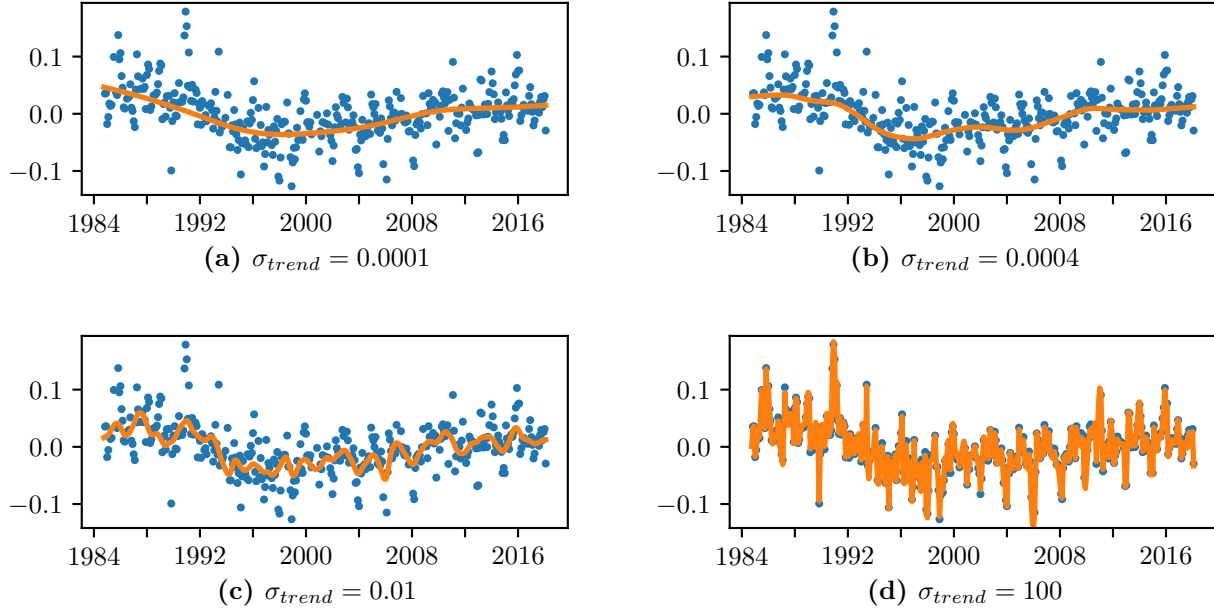 0.1 0.1
0.0 0.0
−0.1 −0.1
1984 1992 2000 2008 2016 1984 1992 2000 2008 2016
(a) σ_trend = 0.0001 (b) σ_trend = 0.0004
0.1 0.1
0.0 0.0
−0.1 −0.1
1984 1992 2000 2008 2016 1984 1992 2000 2008 2016
(c) σ_trend = 0.01 (d) σ_trend = 100